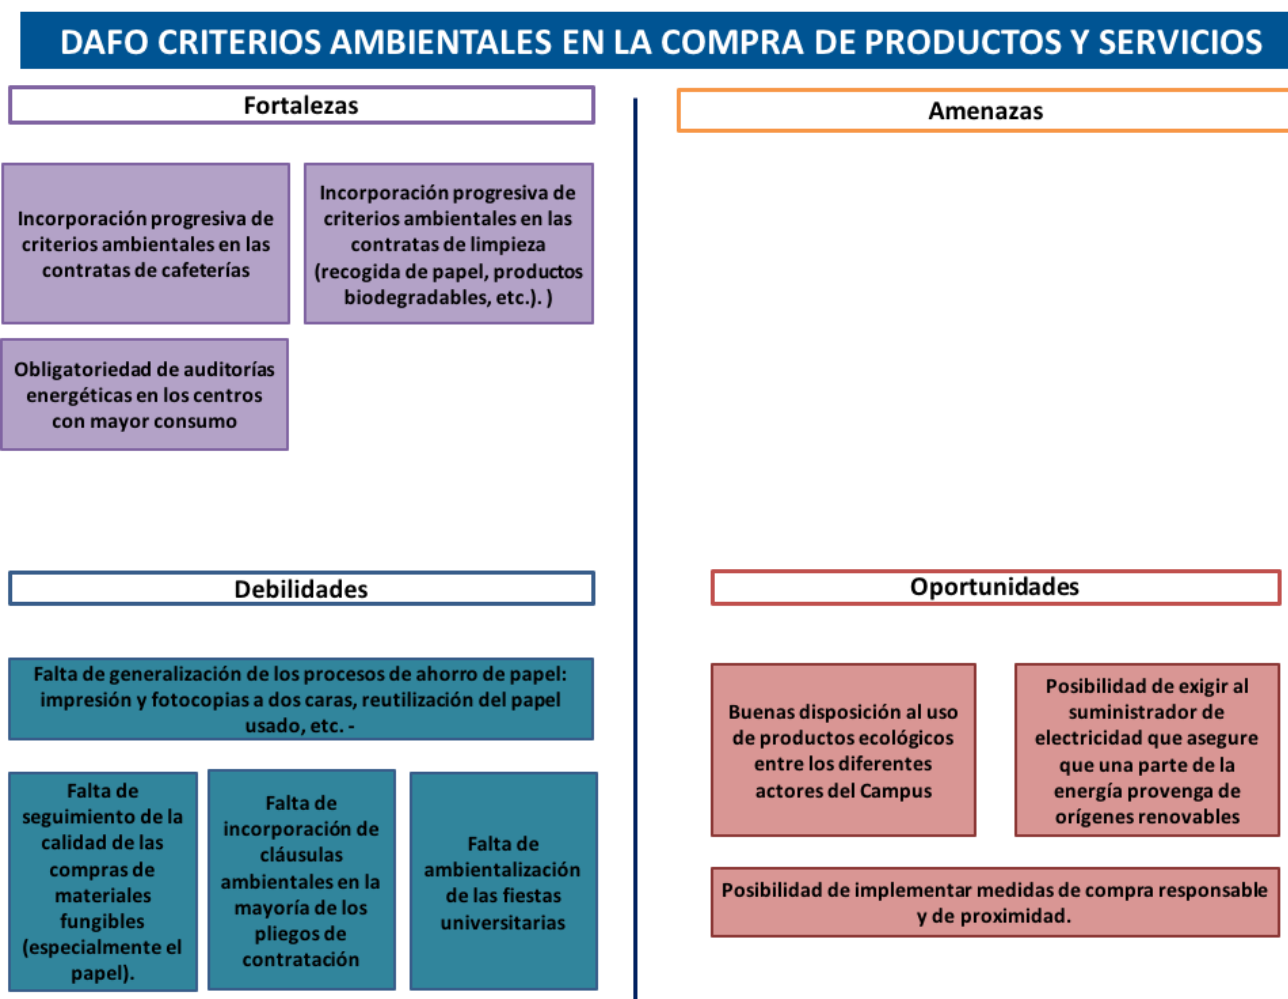 DAFO CRITERIOS AMBIENTALES EN LA COMPRA DE PRODUCTOS Y SERVICIOS
Fortalezas
Incorporación progresiva de
criterios ambientales en las
contratas de cafeterías
Incorporación progresiva de
criterios ambientales en las
contratas de limpieza
(recogida de papel, productos
biodegradables, etc.). )
Obligatoriedad de auditorías
energéticas en los centros
con mayor consumo
Amenazas
Debilidades
Falta de generalización de los procesos de ahorro de papel:
impresión y fotocopias a dos caras, reutilización del papel
usado, etc. -
Falta de
seguimiento de la
calidad de las
compras de
materiales
fungibles
(especialmente el
papel).
Falta de
incorporación de
cláusulas
ambientales en la
mayoría de los
pliegos de
contratación
Falta de
ambientalización
de las fiestas
universitarias
Oportunidades
Buenas disposición al uso
de productos ecológicos
entre los diferentes
actores del Campus
Posibilidad de exigir al
suministrador de
electricidad que asegure
que una parte de la
energía provenga de
orígenes renovables
Posibilidad de implementar medidas de compra responsable
y de proximidad.